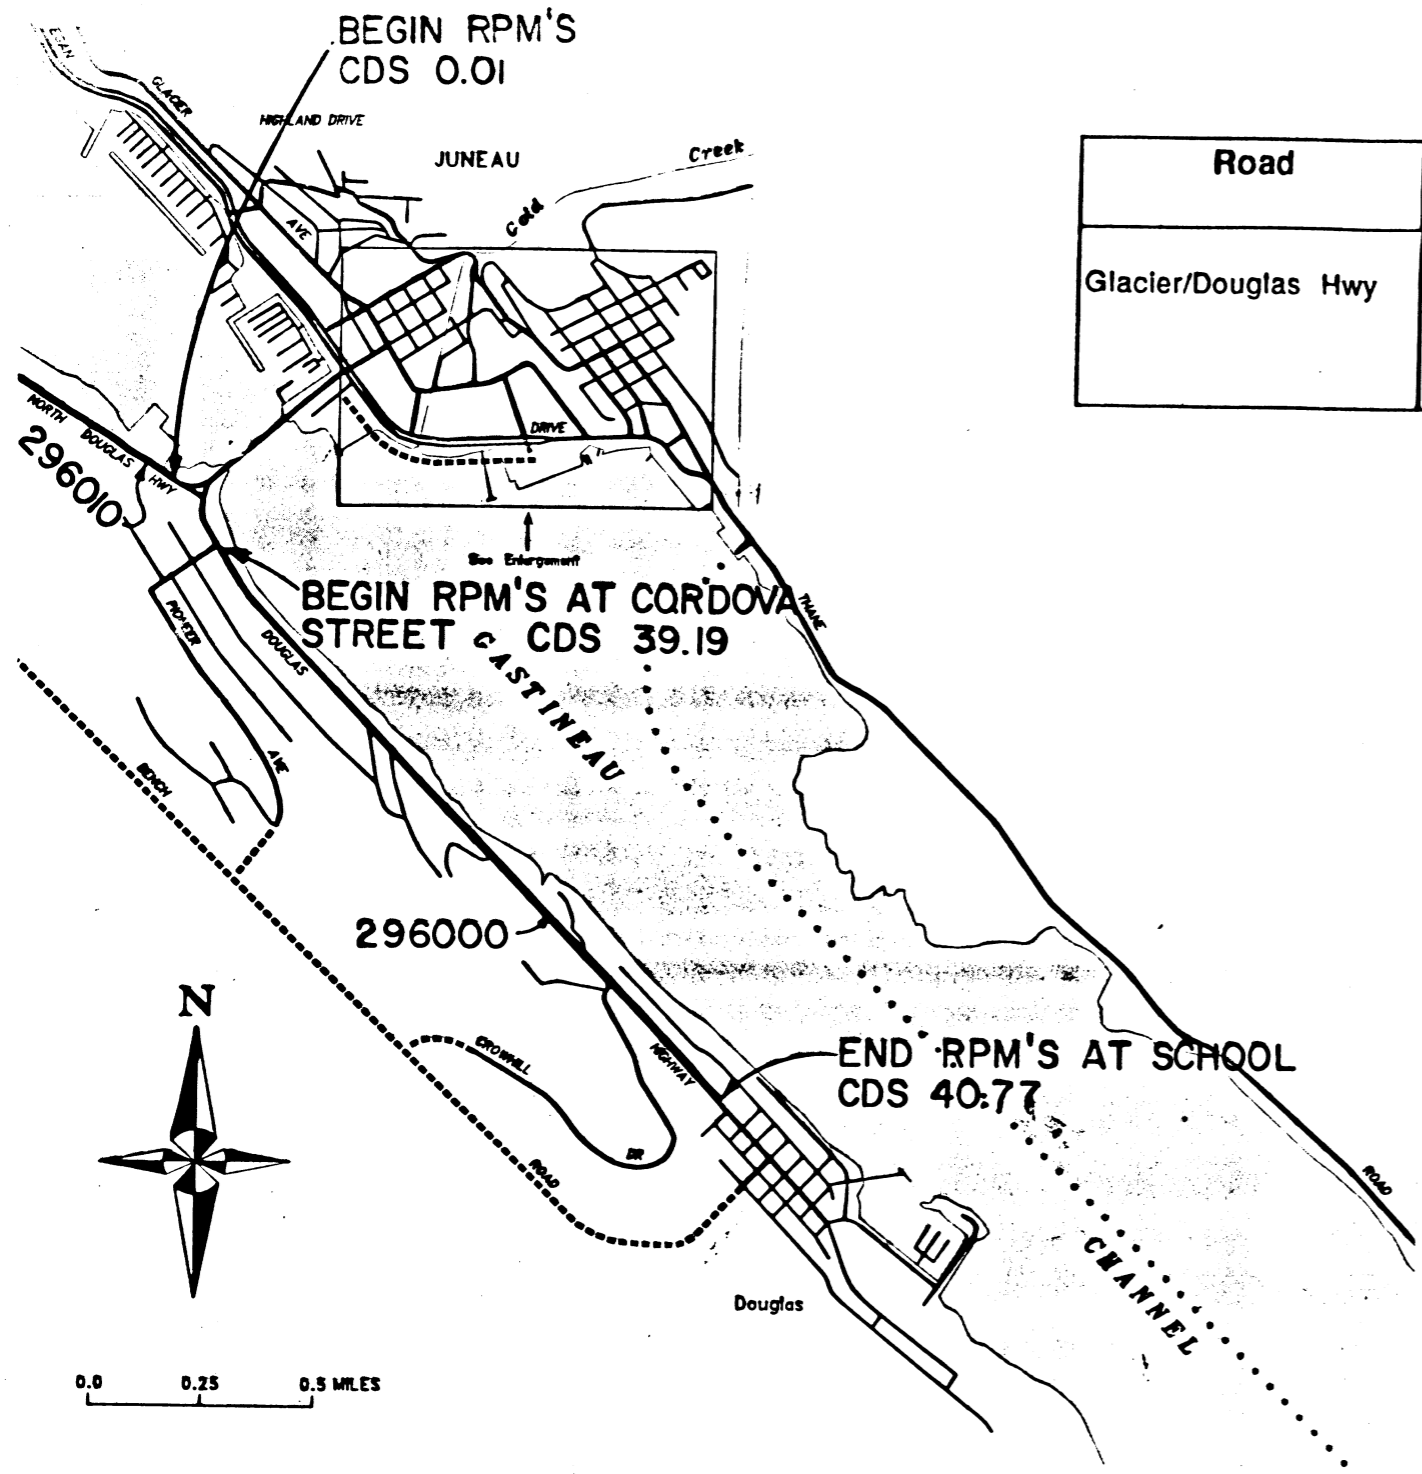 BEGIN RPM'S
CDS 0.01
EGAN
GLACIER
HIGHLAND DRIVE
JUNEAU
Gold
Creek
AVE
Road
Glacier/Douglas Hwy
DRIVE
NORTH DOUGLAS HWY
296010
See Enlargement
BEGIN RPM'S AT CORDOVA
STREET CDS 39.19
THANE
PIONEER
DOUGLAS
GASTINEAU
AVE
BENCH
296000
N
CROWHILL
HIGHWAY
END RPM'S AT SCHOOL
CDS 40.77
DR
ROAD
ROAD
CHANNEL
Douglas
0.0 0.25 0.5 MILES